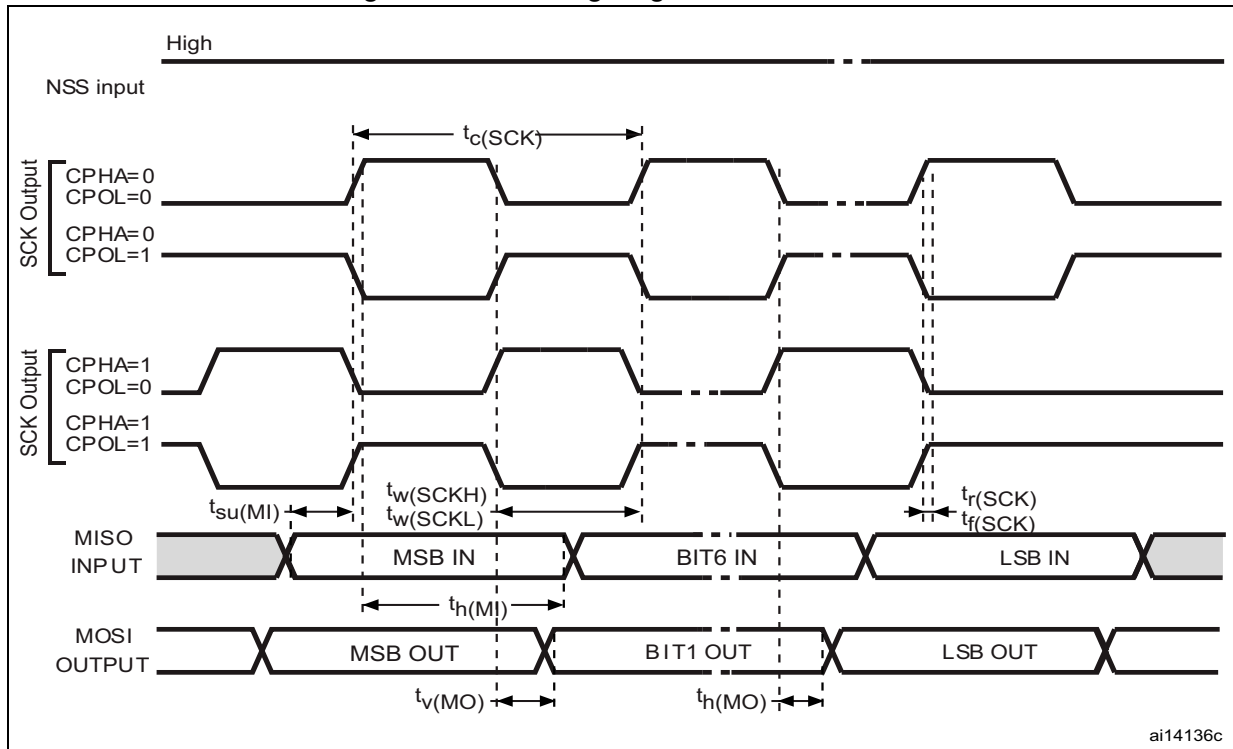 High
NSS input
tc(SCK)
SCK Output
CPHA=0
CPOL=0
CPHA=0
CPOL=1
SCK Output
CPHA=1
CPOL=0
CPHA=1
CPOL=1
tsu(MI)
tw(SCKH)
tw(SCKL)
tr(SCK)
tf(SCK)
MISO
INPUT
MSB IN
BIT6 IN
LSB IN
th(MI)
MOSI
OUTPUT
MSB OUT
BIT1 OUT
LSB OUT
tv(MO)
th(MO)
ai14136c